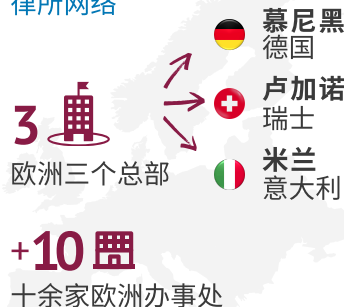 律所网络
慕尼黑
德国
3
卢加诺
瑞士
欧洲三个总部
米兰
意大利
+10
十余家欧洲办事处